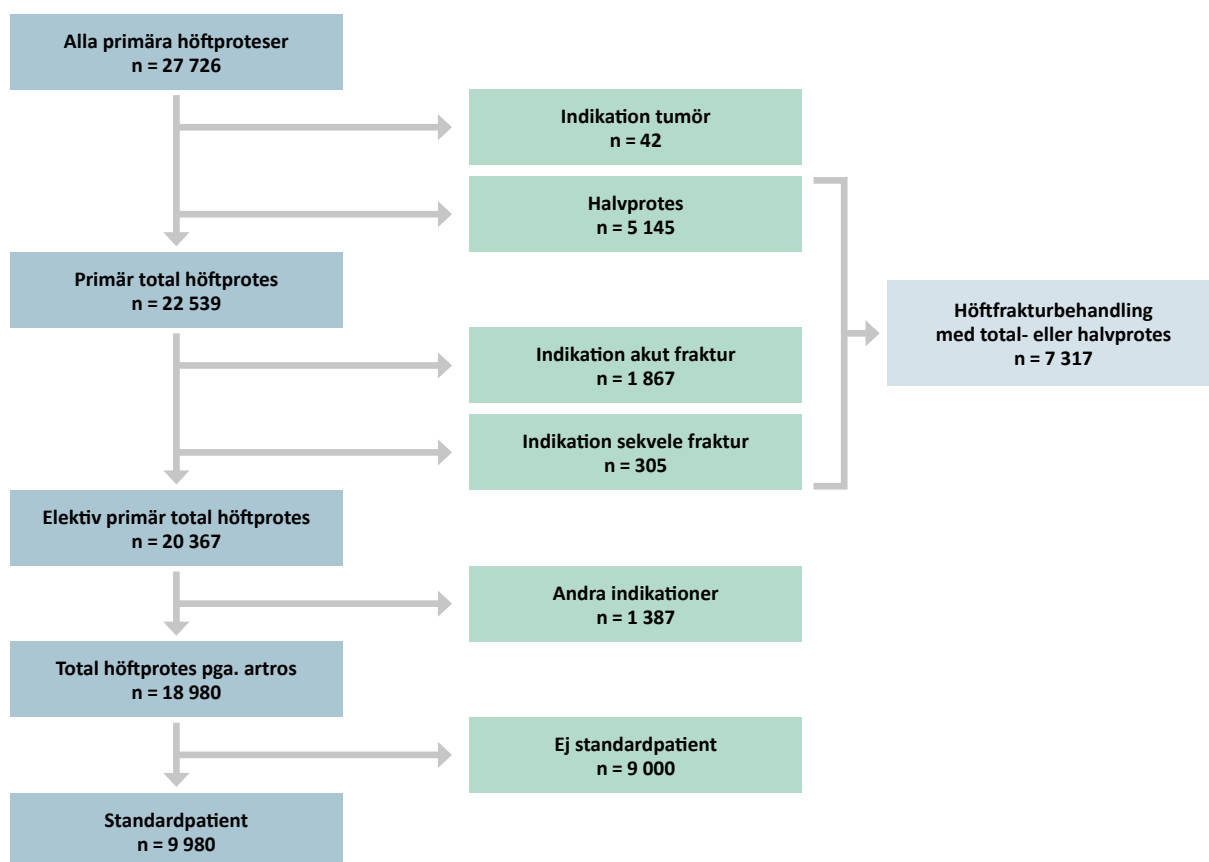 Alla primära höftproteser
n = 27 726
Indikation tumör
n = 42
Halvprotes
n = 5 145
Primär total höftprotes
n = 22 539
Höftfrakturbehandling
med total- eller halvprotes
n = 7 317
Indikation akut fraktur
n = 1 867
Indikation sekvele fraktur
n = 305
Elektiv primär total höftprotes
n = 20 367
Andra indikationer
n = 1 387
Total höftprotes pga. artros
n = 18 980
Ej standardpatient
n = 9 000
Standardpatient
n = 9 980